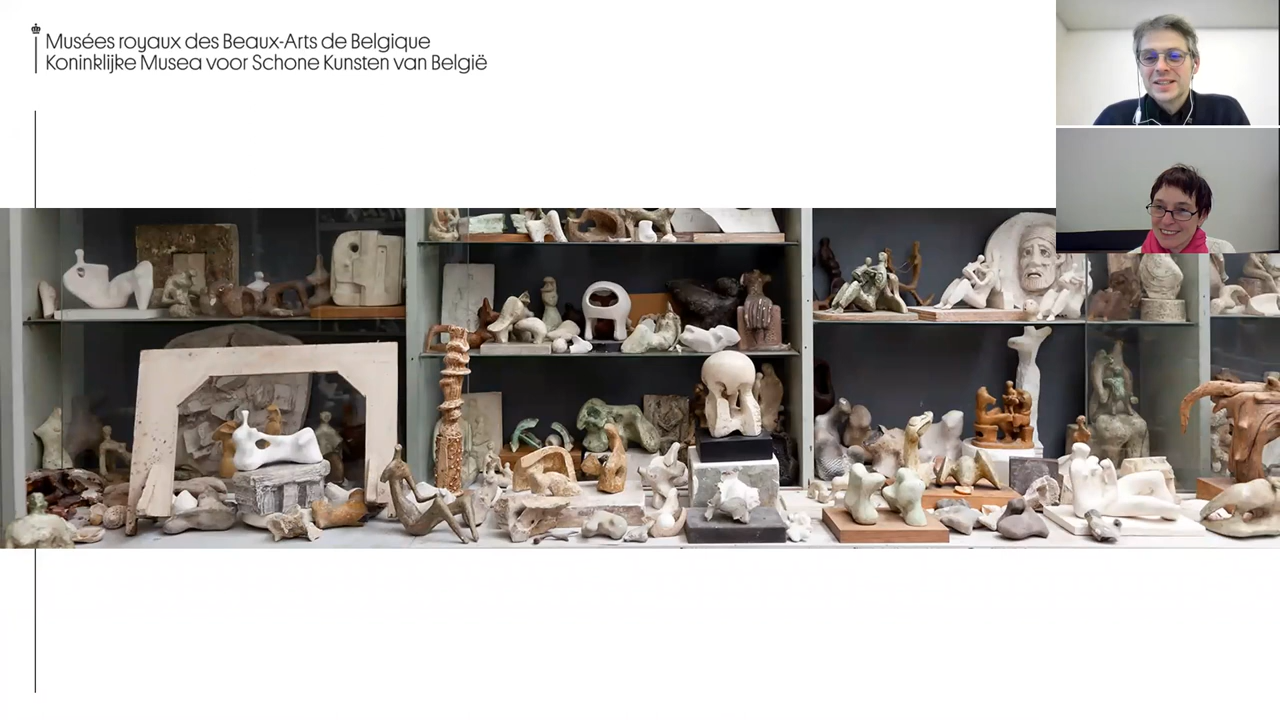 Musées royaux des Beaux-Arts de Belgique
Koninklijke Musea voor Schone Kunsten van België